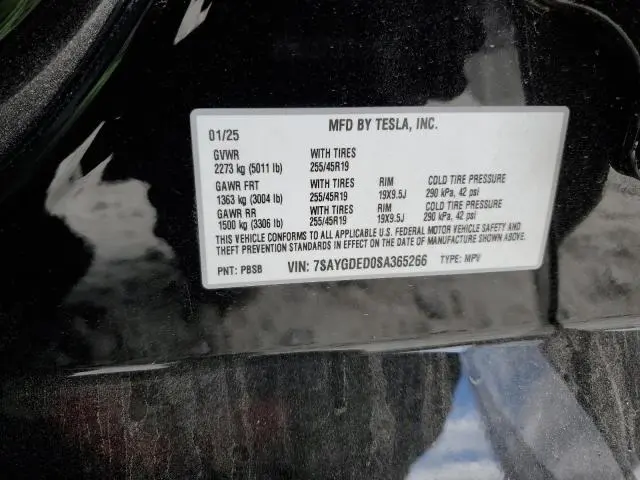 01/25 MFD BY TESLA, INC.
GVWR WITH TIRES
2273 kg (5011 lb) 255/45R19
GAWR FRT WITH TIRES RIM COLD TIRE PRESSURE
1363 kg (3004 lb) 255/45R19 19X9.5J 290 kPa, 42 psi
GAWR RR WITH TIRES RIM COLD TIRE PRESSURE
1500 kg (3306 lb) 255/45R19 19X9.5J 290 kPa, 42 psi
THIS VEHICLE CONFORMS TO ALL APPLICABLE U.S. FEDERAL MOTOR VEHICLE SAFETY AND
THEFT PREVENTION STANDARDS IN EFFECT ON THE DATE OF MANUFACTURE SHOWN ABOVE.
PNT: PBSB VIN: 7SAYGDED0SA365266 TYPE: MPV